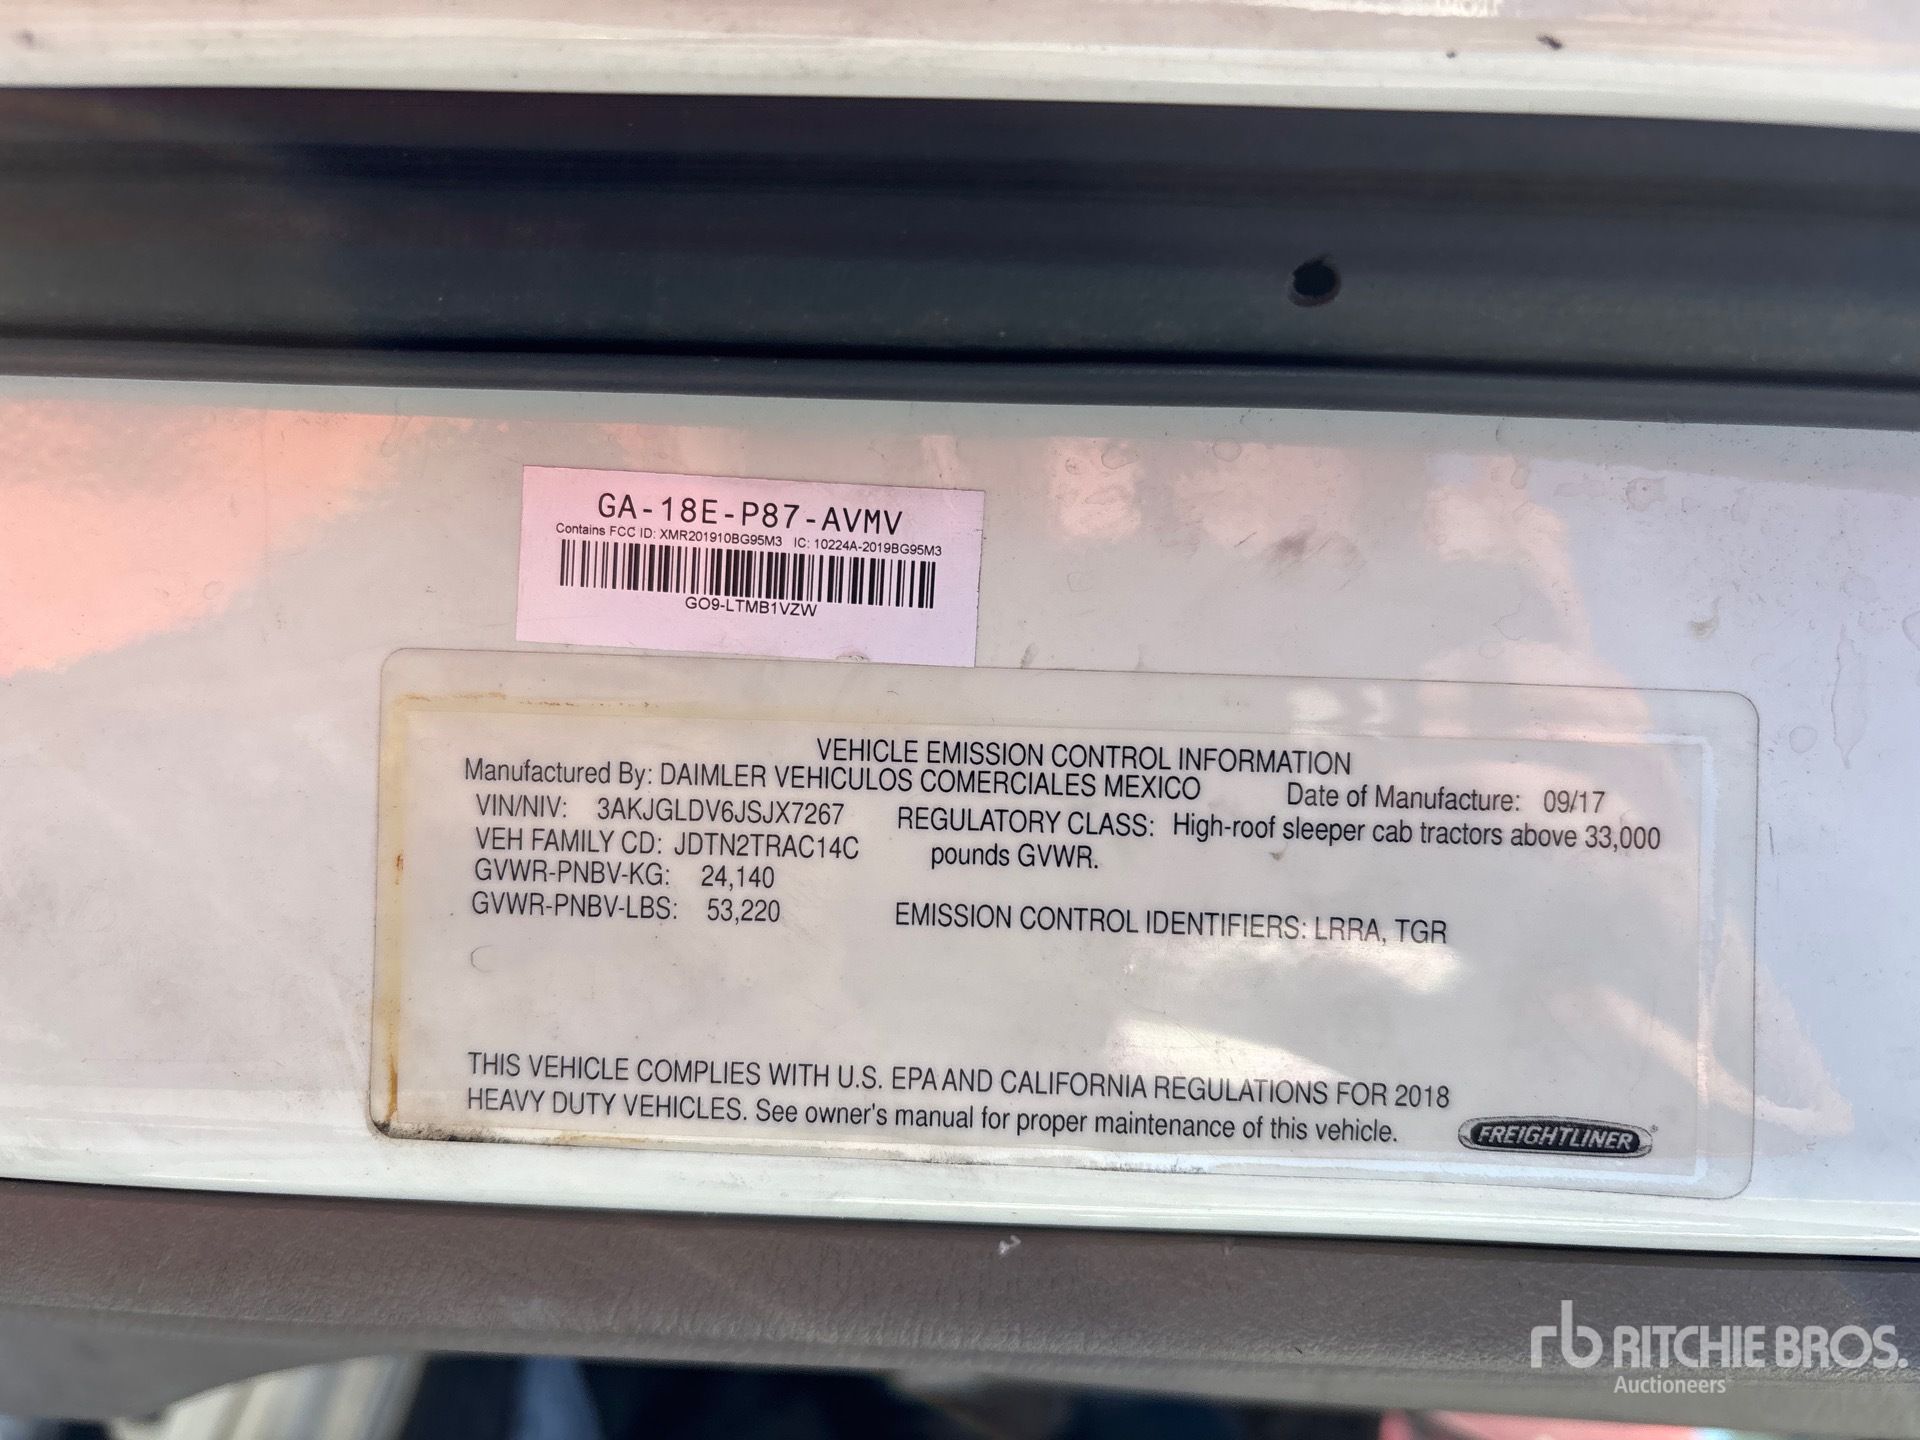 GA-18E-P87-AVMV
Contains FCC ID: XMR201910BG95M3 IC: 10224A-2019BG95M3
GO9-LTMB1VZW
VEHICLE EMISSION CONTROL INFORMATION
Manufactured By: DAIMLER VEHICULOS COMERCIALES MEXICO Date of Manufacture: 09/17
VIN/NIV: 3AKJGLDV6JSJX7267
VEH FAMILY CD: JDTN2TRAC14C
GVWR-PNBV-KG: 24,140
GVWR-PNBV-LBS: 53,220
REGULATORY CLASS: High-roof sleeper cab tractors above 33,000
pounds GVWR.
EMISSION CONTROL IDENTIFIERS: LRRA, TGR
THIS VEHICLE COMPLIES WITH U.S. EPA AND CALIFORNIA REGULATIONS FOR 2018
HEAVY DUTY VEHICLES. See owner's manual for proper maintenance of this vehicle.
FREIGHTLINER
rb RITCHIE BROS.
Auctioneers